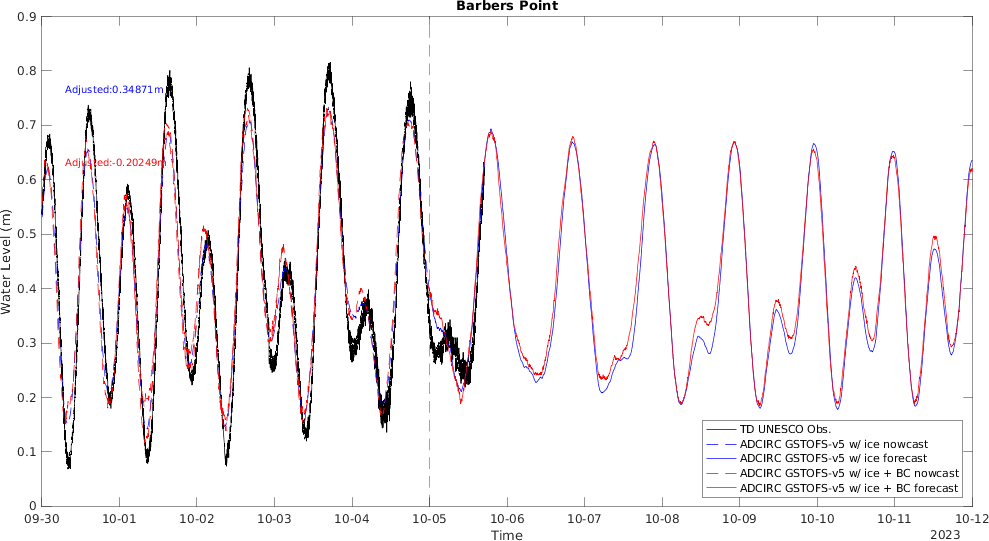 Barbers Point
0.9
0.8
0.7
0.6
0.5
0.4
0.3
0.2
0.1
0
Water Level (m)
Adjusted:0.34871m
Adjusted:-0.20249m
TD UNESCO Obs.
ADCIRC GSTOFS-v5 w/ ice nowcast
ADCIRC GSTOFS-v5 w/ ice forecast
ADCIRC GSTOFS-v5 w/ ice + BC nowcast
ADCIRC GSTOFS-v5 w/ ice + BC forecast
09-30 10-01 10-02 10-03 10-04 10-05 10-06 10-07 10-08 10-09 10-10 10-11 10-12
Time
2023